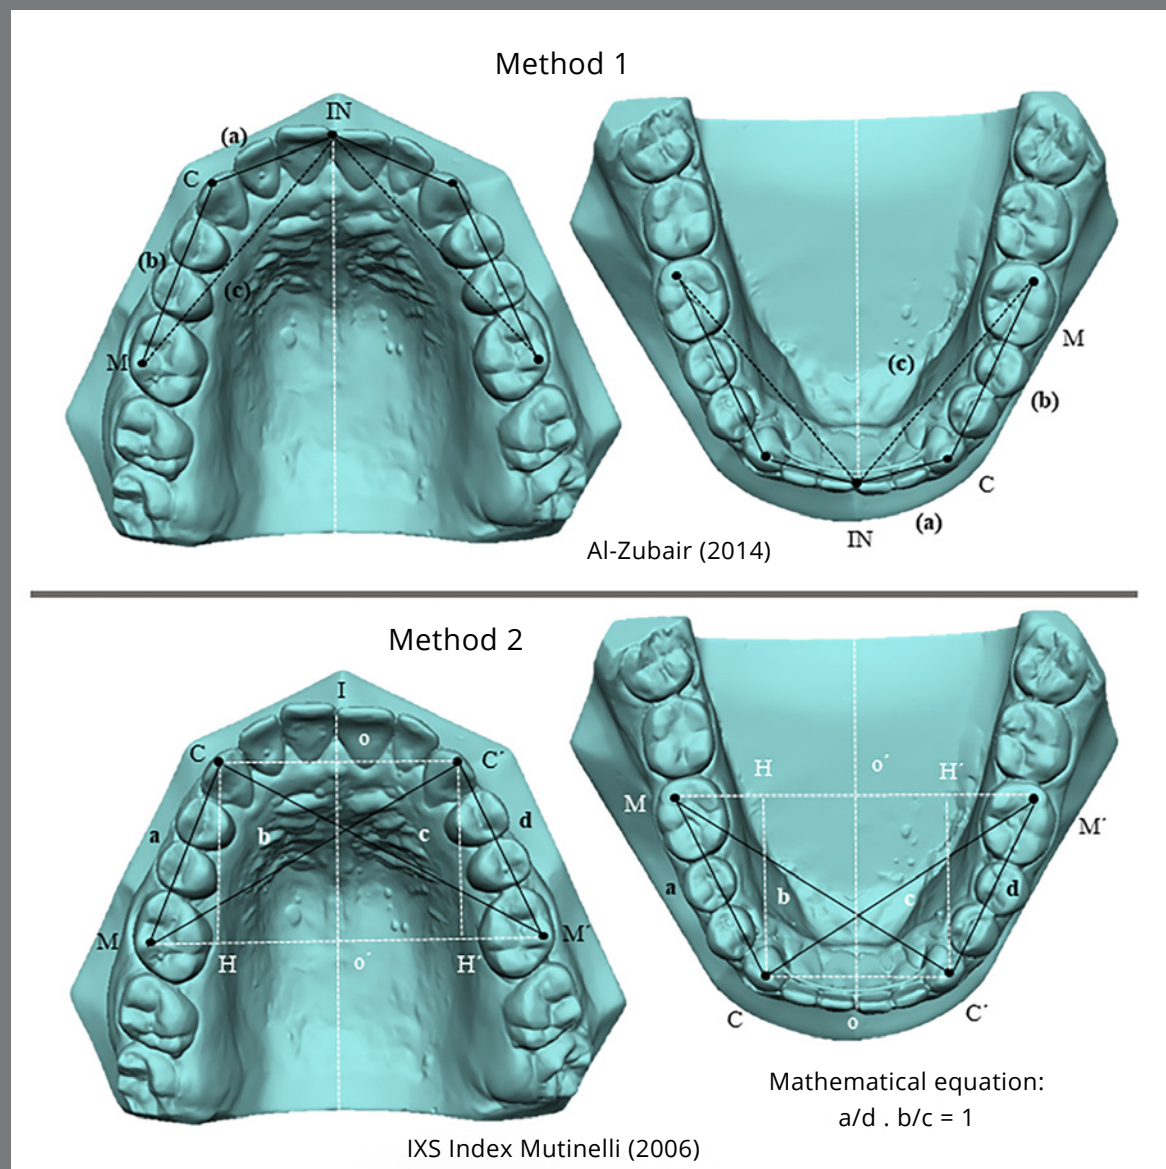 Method 1
IN
(a)
C
(b)
(c)
M
(c)
M
(b)
C
(a)
IN
Al-Zubair (2014)
Method 2
I
o
C
C´
a
b
c
d
M
M´
H
o´
H´
H
o´
H´
M
M´
a
b
c
d
C
o
C´
Mathematical equation:
a/d . b/c = 1
IXS Index Mutinelli (2006)